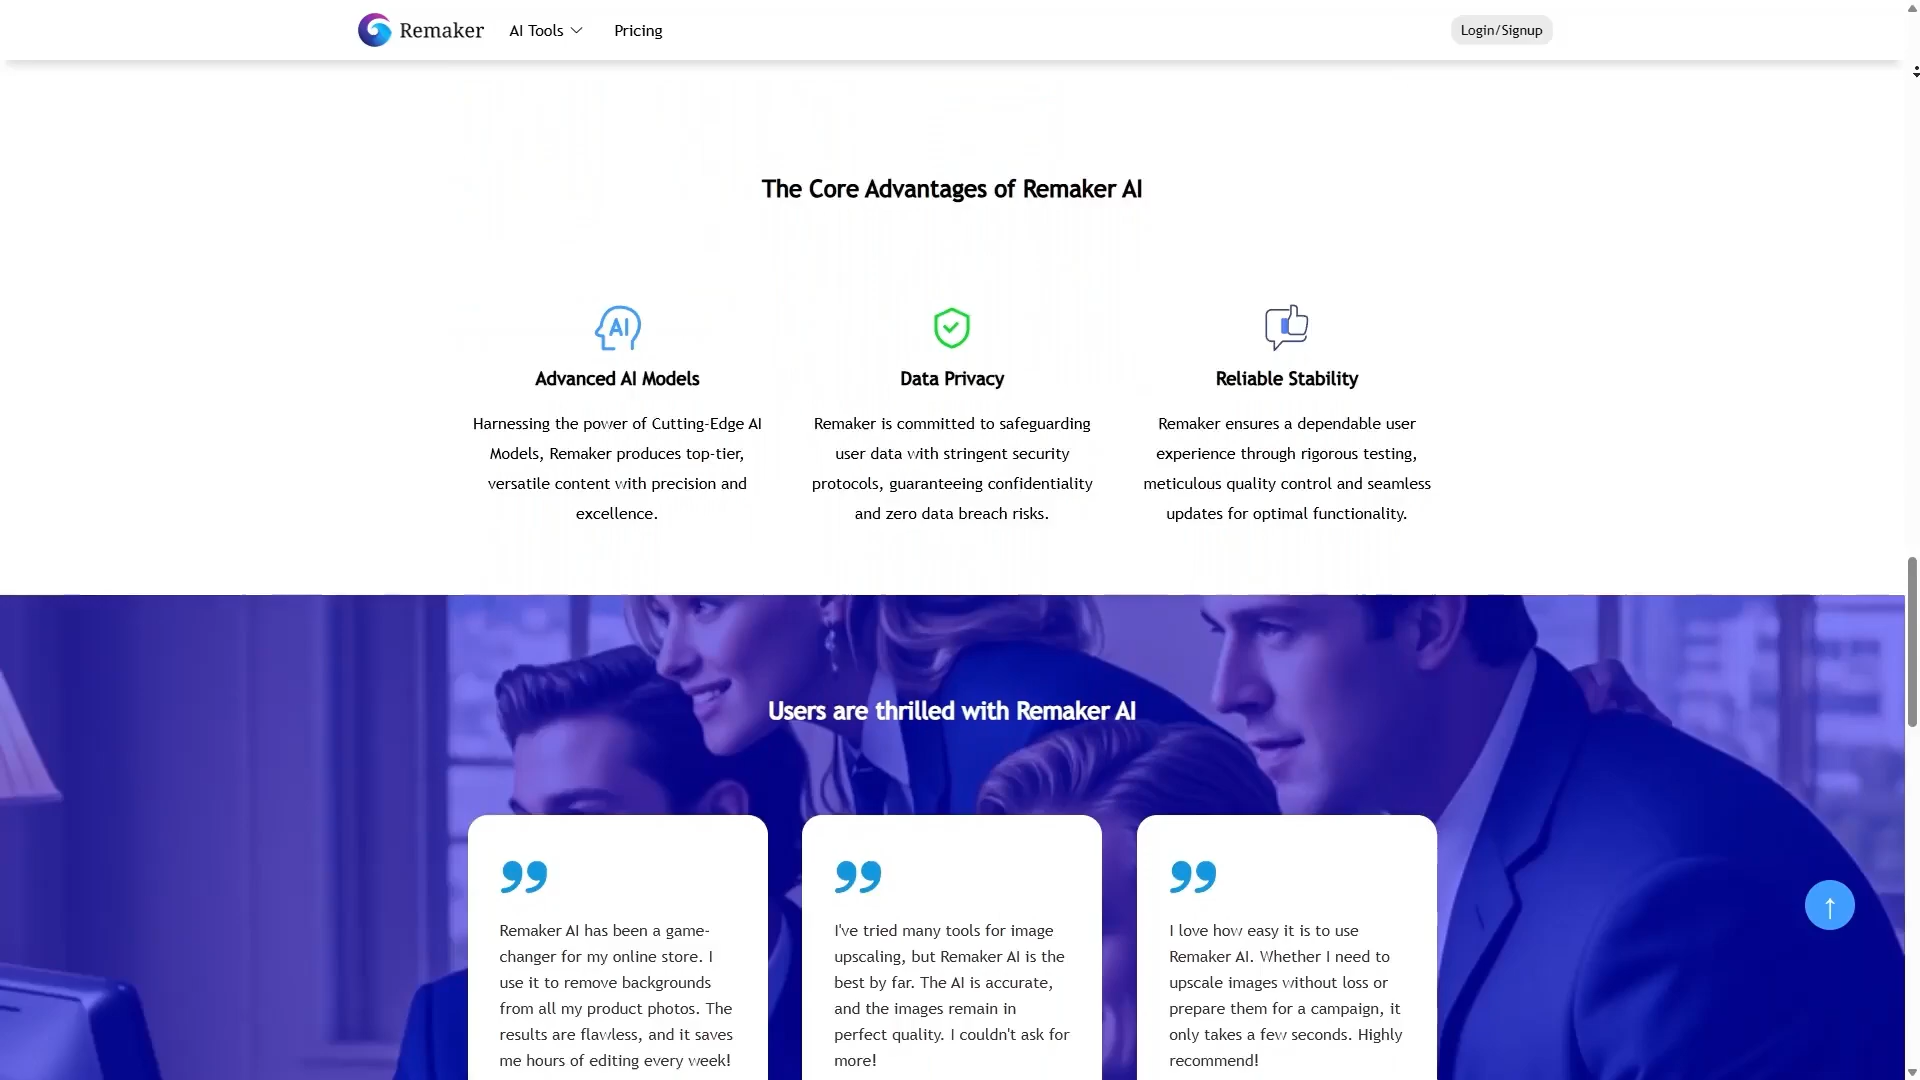 Remaker AI Tools Pricing Login/Signup
The Core Advantages of Remaker AI
AI
Advanced AI Models
Harnessing the power of Cutting-Edge AI
Models, Remaker produces top-tier,
versatile content with precision and
excellence.
Data Privacy
Remaker is committed to safeguarding
user data with stringent security
protocols, guaranteeing confidentiality
and zero data breach risks.
Reliable Stability
Remaker ensures a dependable user
experience through rigorous testing,
meticulous quality control and seamless
updates for optimal functionality.
Users are thrilled with Remaker AI
Remaker AI has been a game-
changer for my online store. I
use it to remove backgrounds
from all my product photos. The
results are flawless, and it saves
me hours of editing every week!
I've tried many tools for image
upscaling, but Remaker AI is the
best by far. The AI is accurate,
and the images remain in
perfect quality. I couldn't ask for
more!
I love how easy it is to use
Remaker AI. Whether I need to
upscale images without loss or
prepare them for a campaign, it
only takes a few seconds. Highly
recommend!